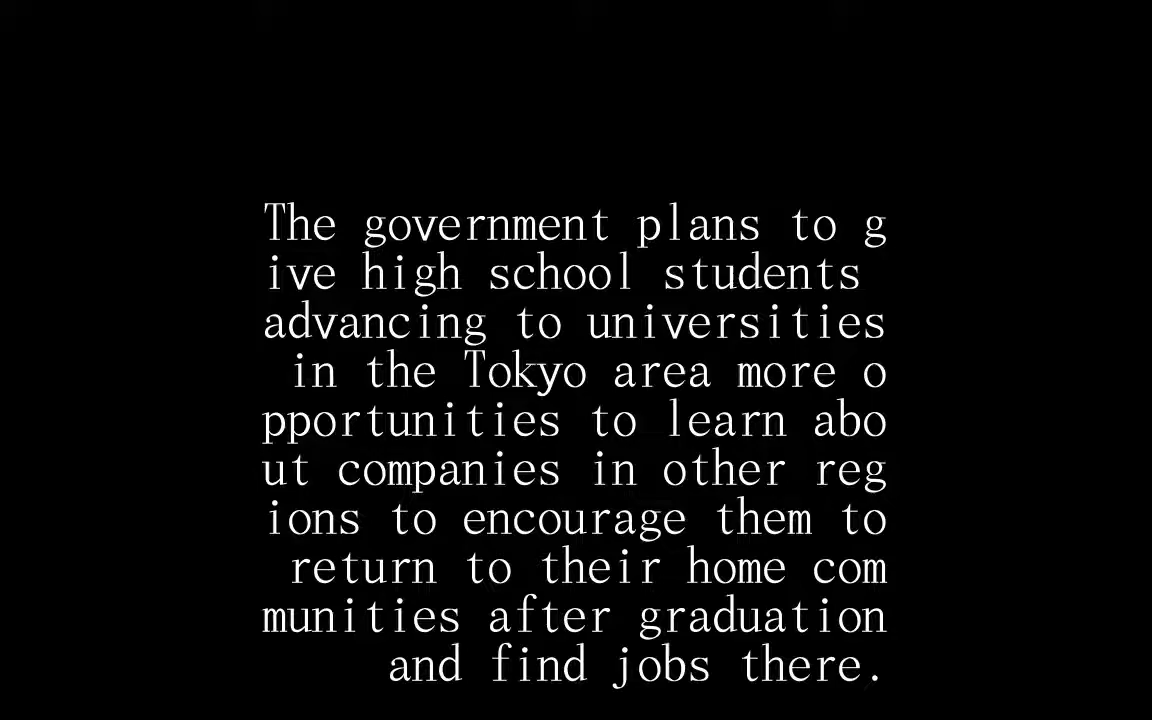 The government plans to g
ive high school students
advancing to universities
in the Tokyo area more o
pportunities to learn abo
ut companies in other reg
ions to encourage them to
return to their home com
munities after graduation
and find jobs there.